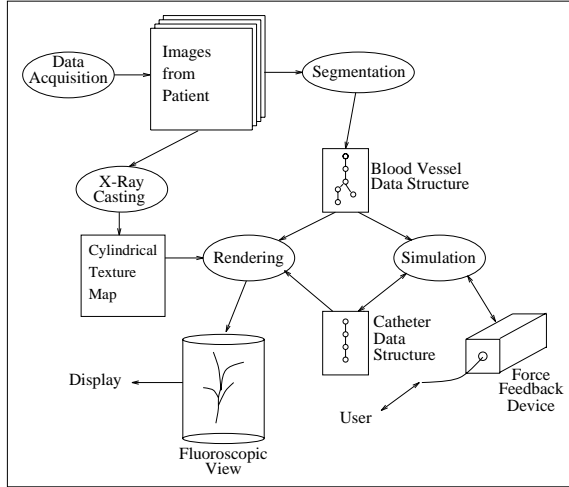 Data
Acquisition
Images
from
Patient
Segmentation
X-Ray
Casting
Blood Vessel
Data Structure
Cylindrical
Texture
Map
Rendering
Simulation
Catheter
Data
Structure
Display
Fluoroscopic
View
User
Force
Feedback
Device